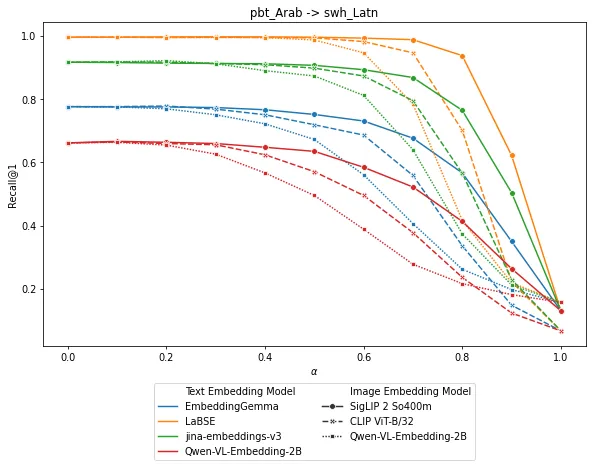 pbt_Arab -> swh_Latn
1.0
0.8
0.6
0.4
0.2
Recall@1
0.0 0.2 0.4 0.6 0.8 1.0
α
Text Embedding Model Image Embedding Model
EmbeddingGemma SigLIP 2 So400m
LaBSE CLIP ViT-B/32
jina-embeddings-v3 Qwen-VL-Embedding-2B
Qwen-VL-Embedding-2B